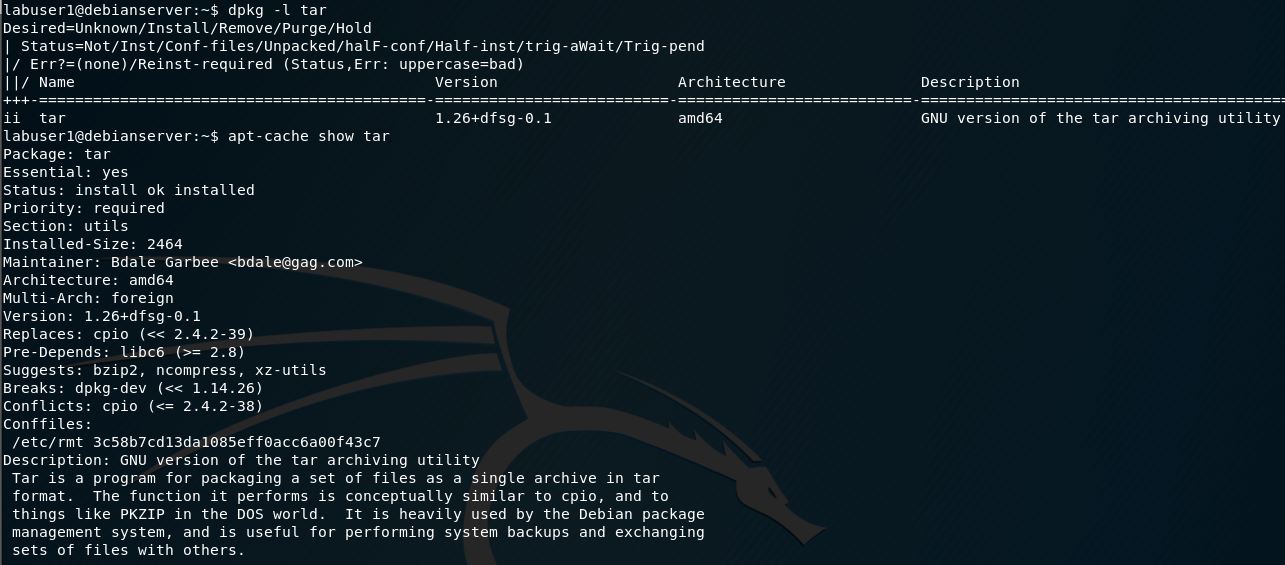 labuser1@debianserver:~$ dpkg -l tar
Desired=Unknown/Install/Remove/Purge/Hold
| Status=Not/Inst/Conf-files/Unpacked/halF-conf/Half-inst/trig-aWait/Trig-pend
|/ Err?=(none)/Reinst-required (Status,Err: uppercase=bad)
||/ Name                                           Version                    Architecture               Description
+++-===========================================-==========================-==========================-=========================================
ii  tar                                            1.26+dfsg-0.1              amd64                      GNU version of the tar archiving utility
labuser1@debianserver:~$ apt-cache show tar
Package: tar
Essential: yes
Status: install ok installed
Priority: required
Section: utils
Installed-Size: 2464
Maintainer: Bdale Garbee <bdale@gag.com>
Architecture: amd64
Multi-Arch: foreign
Version: 1.26+dfsg-0.1
Replaces: cpio (<< 2.4.2-39)
Pre-Depends: libc6 (>= 2.8)
Suggests: bzip2, ncompress, xz-utils
Breaks: dpkg-dev (<< 1.14.26)
Conflicts: cpio (<= 2.4.2-38)
Conffiles:
 /etc/rmt 3c58b7cd13da1085eff0acc6a00f43c7
Description: GNU version of the tar archiving utility
 Tar is a program for packaging a set of files as a single archive in tar
 format.  The function it performs is conceptually similar to cpio, and to
 things like PKZIP in the DOS world.  It is heavily used by the Debian package
 management system, and is useful for performing system backups and exchanging
 sets of files with others.